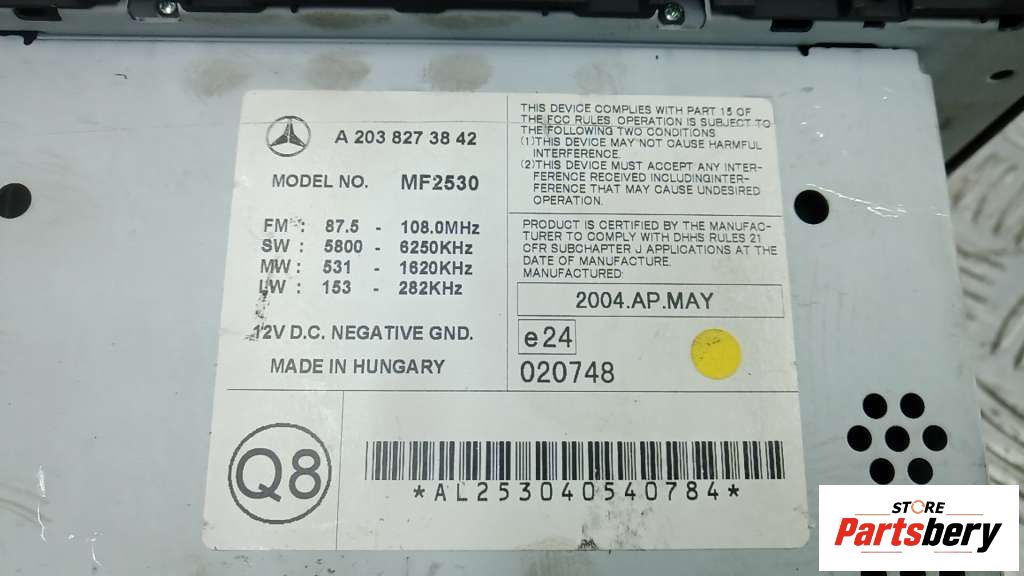 A 203 827 38 42
MODEL NO. MF2530
FM : 87.5 - 108.0MHz
SW : 5800 - 6250KHz
MW : 531 - 1620KHz
LW : 153 - 282KHz
12V D.C. NEGATIVE GND.
MADE IN HUNGARY
THIS DEVICE COMPLIES WITH PART 15 OF
THE FCC RULES. OPERATION IS SUBJECT TO
THE FOLLOWING TWO CONDITIONS
(1)THIS DEVICE MAY NOT CAUSE HARMFUL
INTERFERENCE.
(2)THIS DEVICE MUST ACCEPT ANY INTER-
FERENCE RECEIVED INCLUDINGINTER-
FERENCE THAT MAY CAUSE UNDESIRED
OPERATION.
PRODUCT IS CERTIFIED BY THE MANUFAC-
TURER TO COMPLY WITH DHHS RULES 21
CFR SUBCHAPTER J APPLICATIONS AT THE
DATE OF MANUFACTURE.
MANUFACTURED:
2004.AP.MAY
e24
020748
Q8
*AL253040540784*
STORE
Partsbery